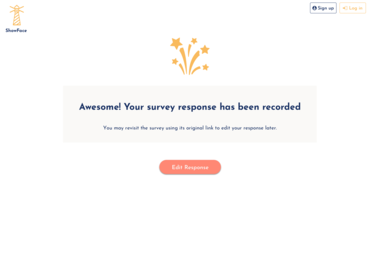 Sign up
Log in
ShowFace
Awesome! Your survey response has been recorded
You may revisit the survey using its original link to edit your response later.
Edit Response